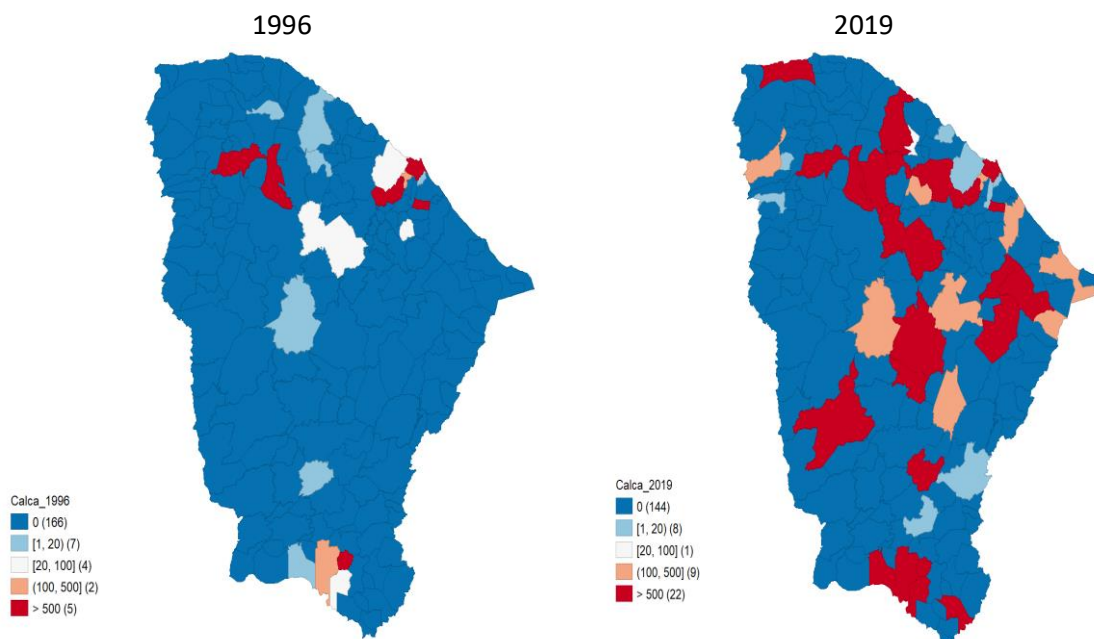 1996
2019
Calca_1996
0 (166)
[1, 20) (7)
[20, 100] (4)
(100, 500] (2)
> 500 (5)
Calca_2019
0 (144)
[1, 20) (8)
[20, 100] (1)
(100, 500] (9)
> 500 (22)